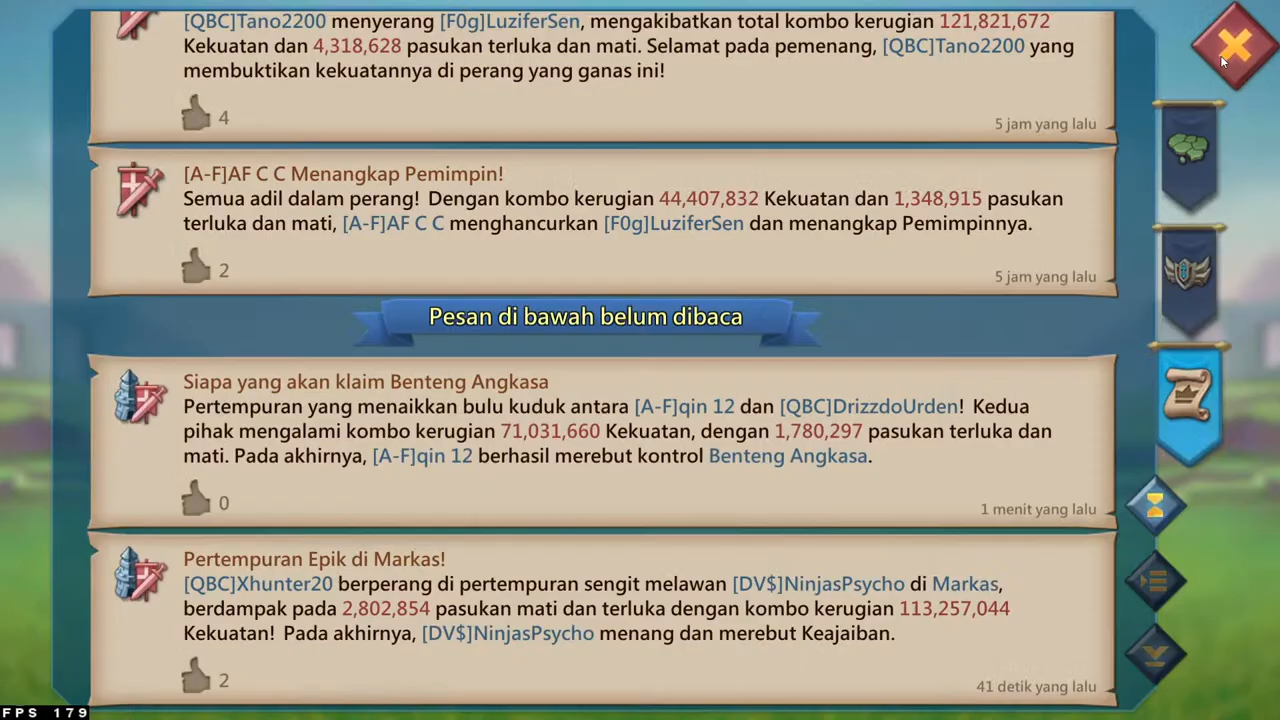 [QBC]Tano2200 menyerang [F0g]LuziferSen, mengakibatkan total kombo kerugian 121,821,672
Kekuatan dan 4,318,628 pasukan terluka dan mati. Selamat pada pemenang, [QBC]Tano2200 yang
membuktikan kekuatannya di perang yang ganas ini!
4
5 jam yang lalu
[A-F]AF C C Menangkap Pemimpin!
Semua adil dalam perang! Dengan kombo kerugian 44,407,832 Kekuatan dan 1,348,915 pasukan
terluka dan mati, [A-F]AF C C menghancurkan [F0g]LuziferSen dan menangkap Pemimpinnya.
2
5 jam yang lalu
Pesan di bawah belum dibaca
Siapa yang akan klaim Benteng Angkasa
Pertempuran yang menaikkan bulu kuduk antara [A-F]qin 12 dan [QBC]DrizzdoUrden! Kedua
pihak mengalami kombo kerugian 71,031,660 Kekuatan, dengan 1,780,297 pasukan terluka dan
mati. Pada akhirnya, [A-F]qin 12 berhasil merebut kontrol Benteng Angkasa.
0
1 menit yang lalu
Pertempuran Epik di Markas!
[QBC]Xhunter20 berperang di pertempuran sengit melawan [DV$]NinjasPsycho di Markas,
berdampak pada 2,802,854 pasukan mati dan terluka dengan kombo kerugian 113,257,044
Kekuatan! Pada akhirnya, [DV$]NinjasPsycho menang dan merebut Keajaiban.
2
41 detik yang lalu
FPS 179